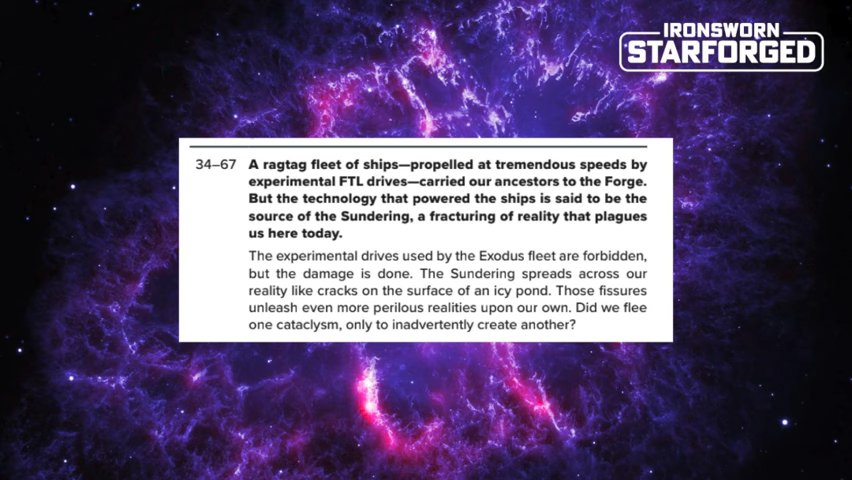 IRONSWORN
STARFORGED
34–67 A ragtag fleet of ships—propelled at tremendous speeds by
experimental FTL drives—carried our ancestors to the Forge.
But the technology that powered the ships is said to be the
source of the Sundering, a fracturing of reality that plagues
us here today.
The experimental drives used by the Exodus fleet are forbidden,
but the damage is done. The Sundering spreads across our
reality like cracks on the surface of an icy pond. Those fissures
unleash even more perilous realities upon our own. Did we flee
one cataclysm, only to inadvertently create another?